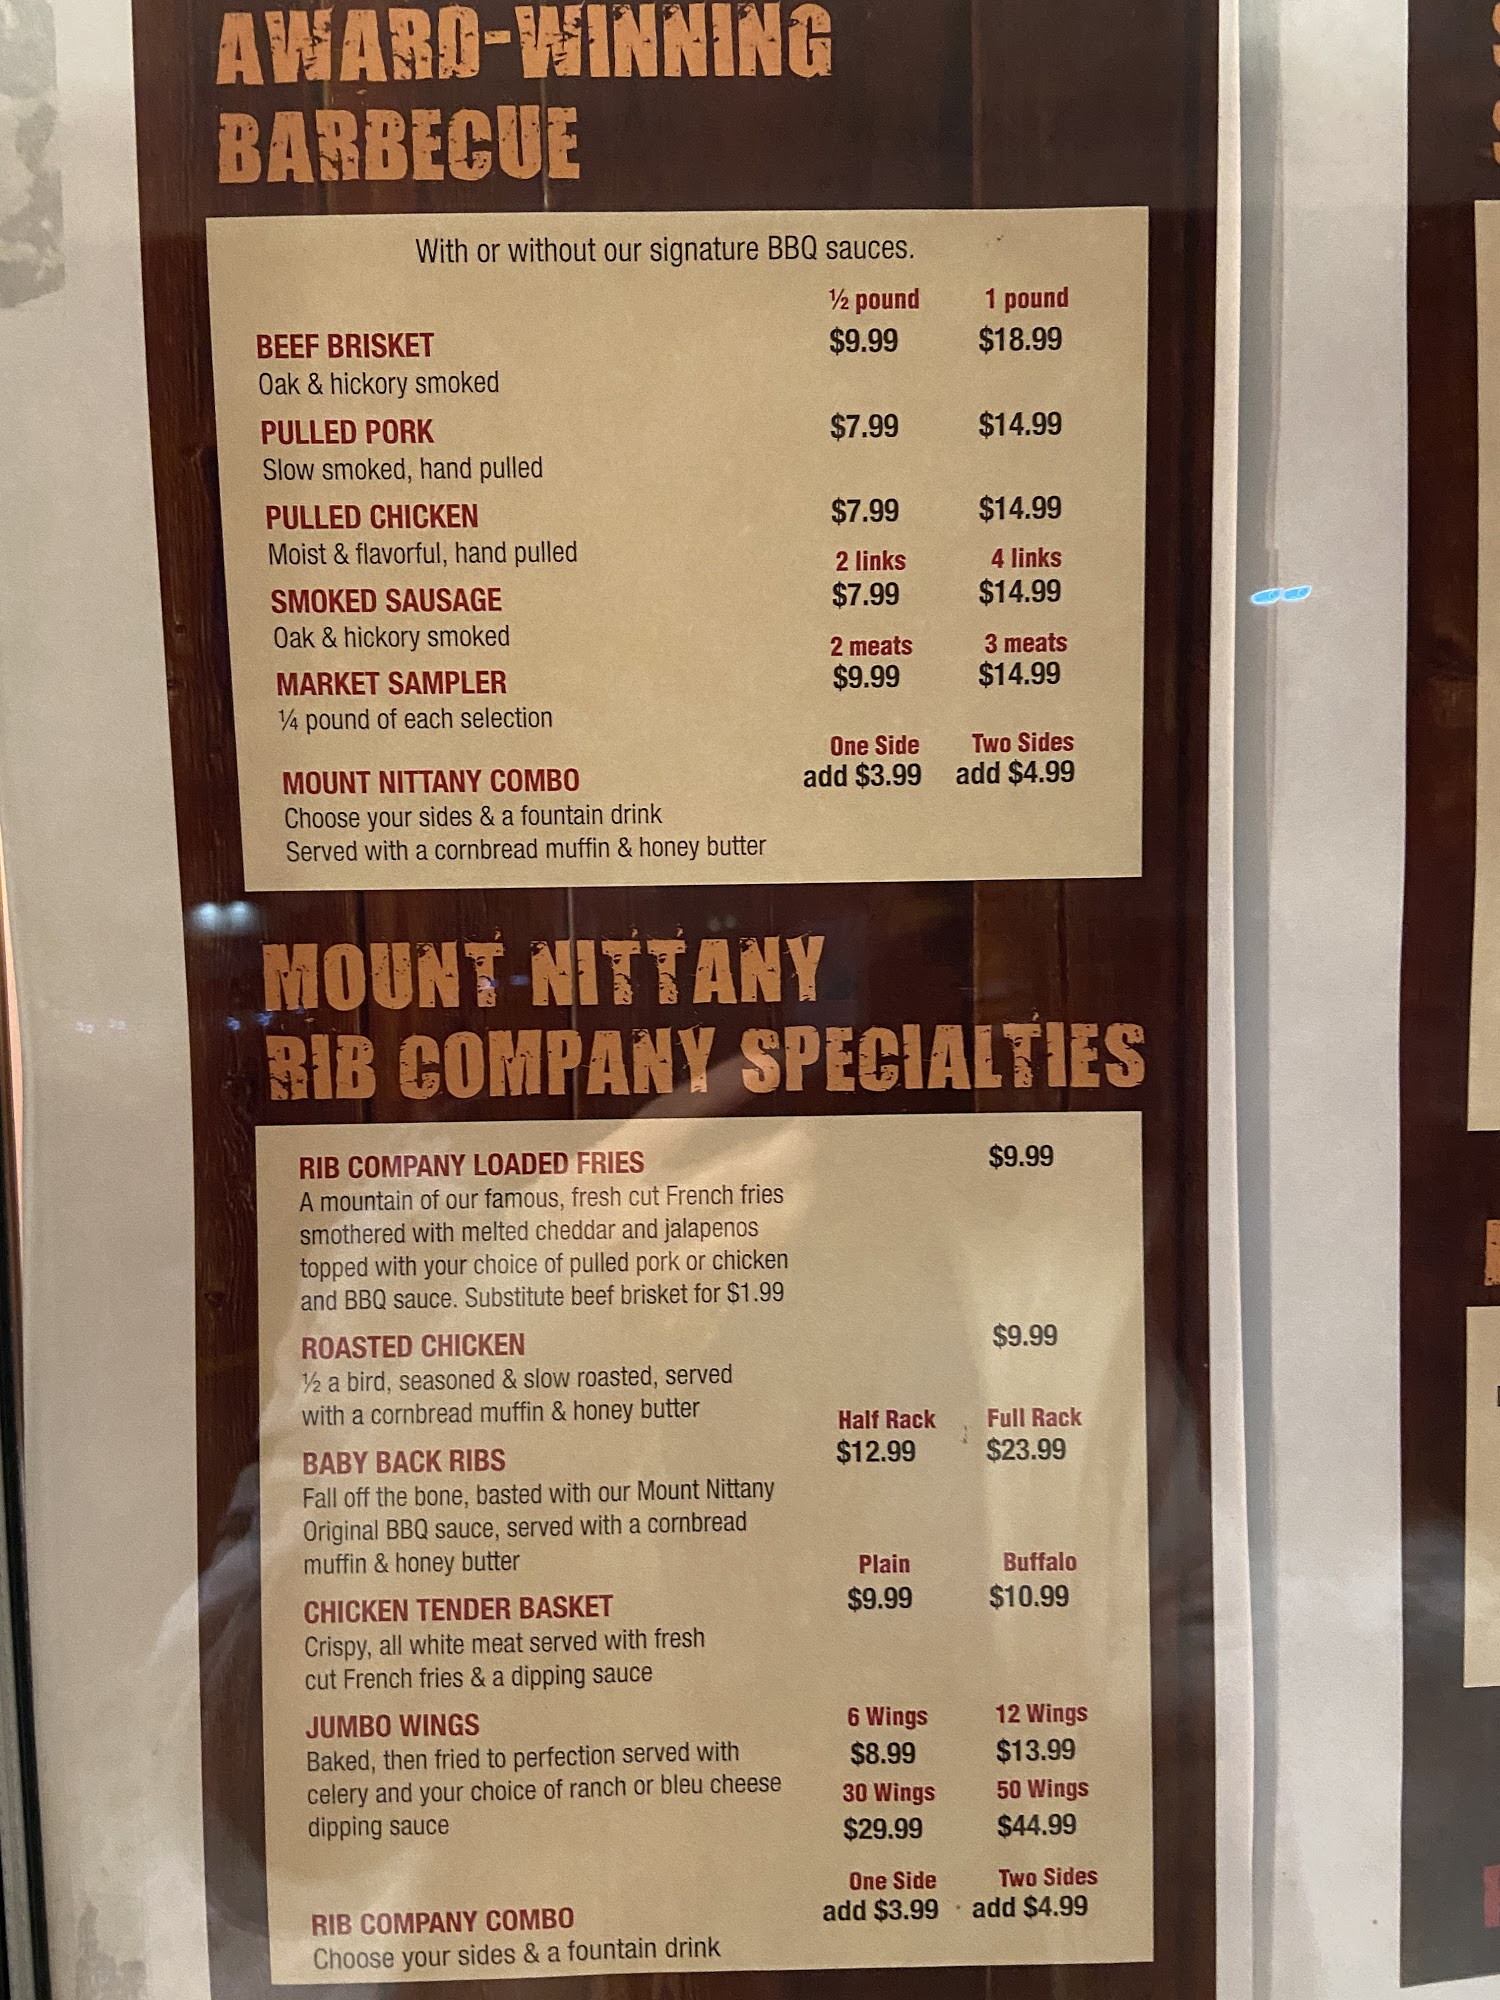 AWARD-WINNING
BARBECUE
With or without our signature BBQ sauces.
½ pound 1 pound
BEEF BRISKET $9.99 $18.99
Oak & hickory smoked
PULLED PORK $7.99 $14.99
Slow smoked, hand pulled
PULLED CHICKEN $7.99 $14.99
Moist & flavorful, hand pulled
2 links 4 links
SMOKED SAUSAGE $7.99 $14.99
Oak & hickory smoked
2 meats 3 meats
MARKET SAMPLER $9.99 $14.99
¼ pound of each selection
One Side Two Sides
MOUNT NITTANY COMBO add $3.99 add $4.99
Choose your sides & a fountain drink
Served with a cornbread muffin & honey butter
MOUNT NITTANY
RIB COMPANY SPECIALTIES
RIB COMPANY LOADED FRIES $9.99
A mountain of our famous, fresh cut French fries
smothered with melted cheddar and jalapenos
topped with your choice of pulled pork or chicken
and BBQ sauce. Substitute beef brisket for $1.99
ROASTED CHICKEN $9.99
½ a bird, seasoned & slow roasted, served
with a cornbread muffin & honey butter
Half Rack Full Rack
BABY BACK RIBS $12.99 $23.99
Fall off the bone, basted with our Mount Nittany
Original BBQ sauce, served with a cornbread
muffin & honey butter
Plain Buffalo
CHICKEN TENDER BASKET $9.99 $10.99
Crispy, all white meat served with fresh
cut French fries & a dipping sauce
6 Wings 12 Wings
JUMBO WINGS $8.99 $13.99
Baked, then fried to perfection served with
celery and your choice of ranch or bleu cheese
dipping sauce
30 Wings 50 Wings
$29.99 $44.99
One Side Two Sides
RIB COMPANY COMBO add $3.99 add $4.99
Choose your sides & a fountain drink